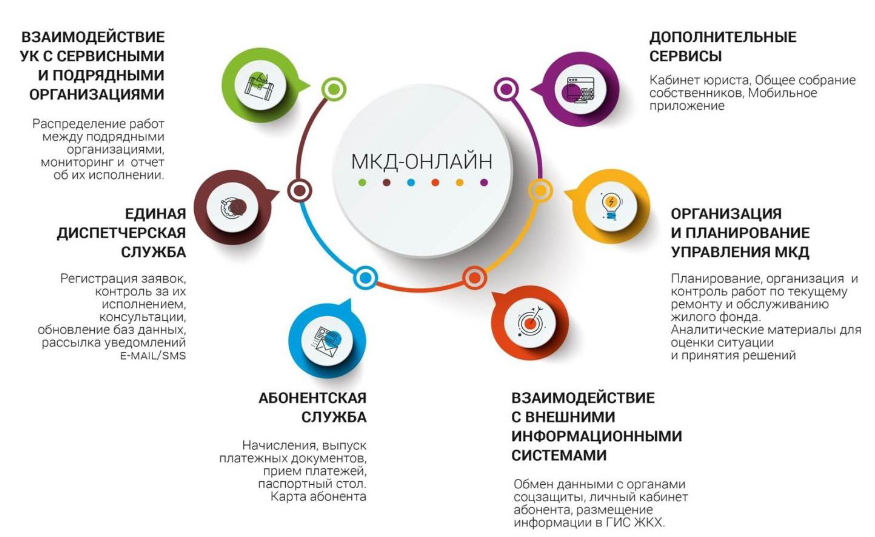 ВЗАИМОДЕЙСТВИЕ
УК С СЕРВИСНЫМИ
И ПОДРЯДНЫМИ
ОРГАНИЗАЦИЯМИ
Распределение работ
между подрядными
организациями,
мониторинг и отчет
об их исполнении.
ЕДИНАЯ
ДИСПЕТЧЕРСКАЯ
СЛУЖБА
Регистрация заявок,
контроль за их
исполнением,
консультации,
обновление баз данных,
рассылка уведомлений
E-MAIL/SMS
АБОНЕНТСКАЯ
СЛУЖБА
Начисления, выпуск
платежных документов,
прием платежей,
паспортный стол.
Карта абонента
МКД-ОНЛАЙН
ДОПОЛНИТЕЛЬНЫЕ
СЕРВИСЫ
Кабинет юриста, Общее собрание
собственников, Мобильное
приложение
ОРГАНИЗАЦИЯ
И ПЛАНИРОВАНИЕ
УПРАВЛЕНИЯ МКД
Планирование, организация и
контроль работ по текущему
ремонту и обслуживанию
жилого фонда.
Аналитические материалы для
оценки ситуации
и принятия решений
ВЗАИМОДЕЙСТВИЕ
С ВНЕШНИМИ
ИНФОРМАЦИОННЫМИ
СИСТЕМАМИ
Обмен данными с органами
соцзащиты, личный кабинет
абонента, размещение
информации в ГИС ЖКХ.